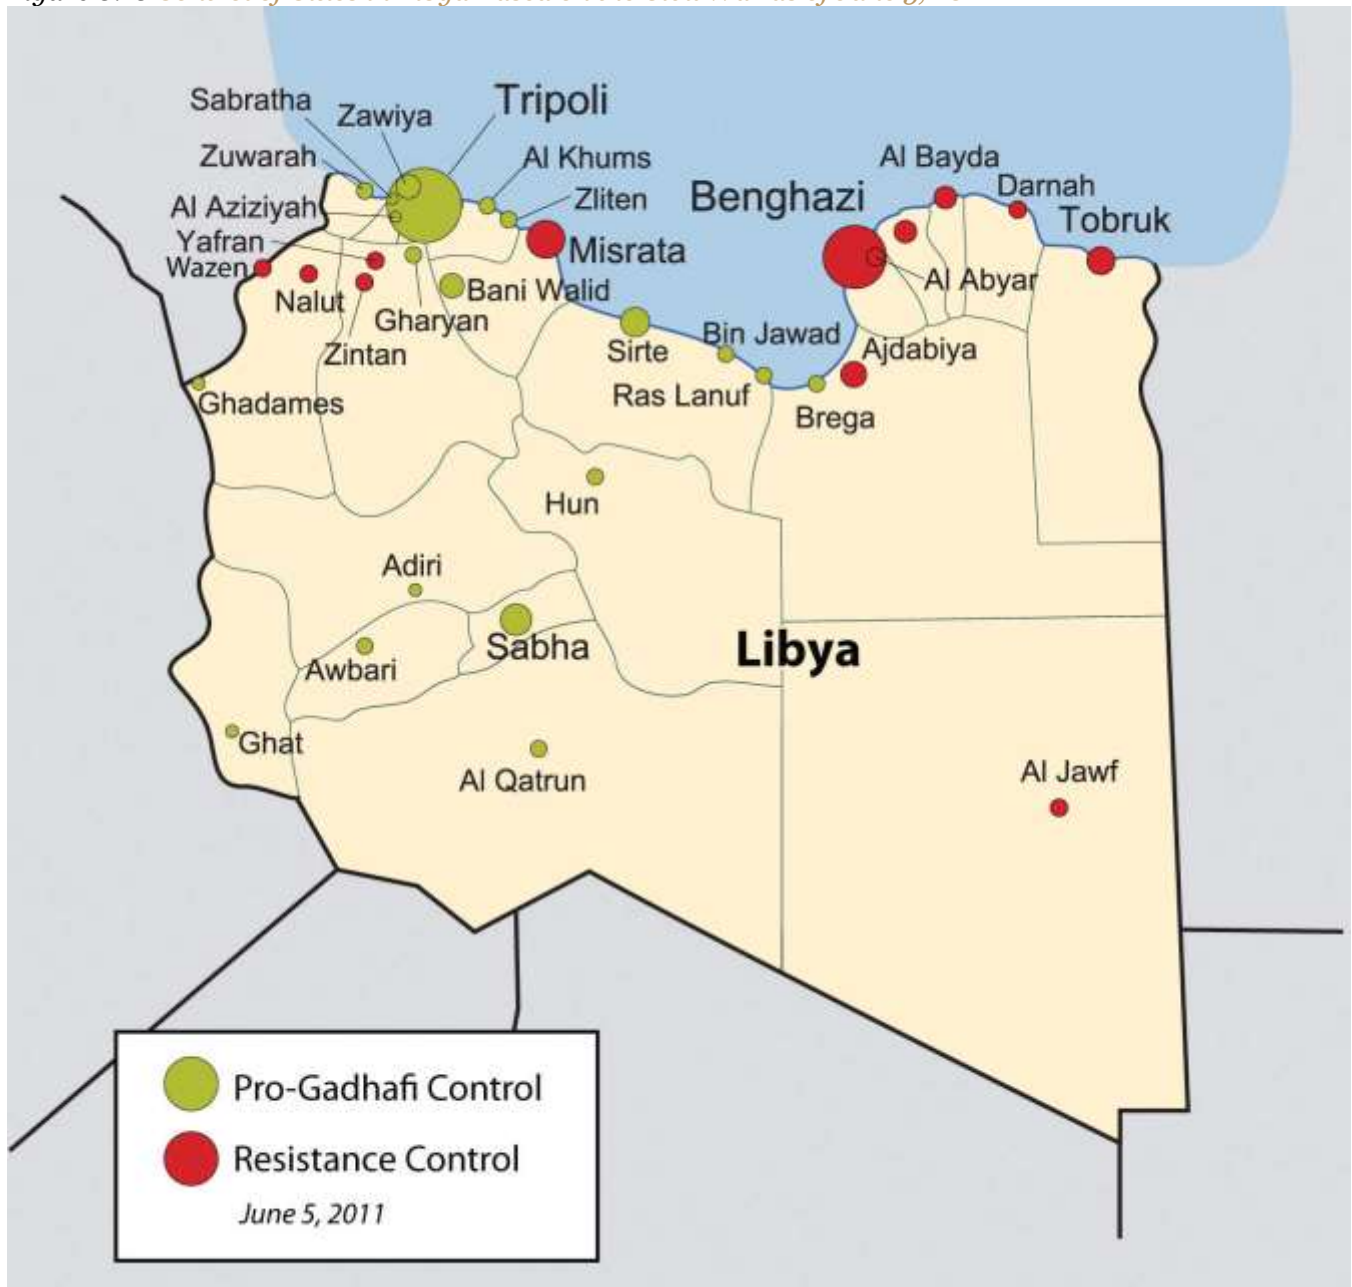 Sabratha
Zawiya
Tripoli
Zuwarah
Al Khums
Al Bayda
Al Aziziyah
Zliten
Benghazi
Darnah
Yafran
Tobruk
Wazen
Misrata
Nalut
Bani Walid
Al Abyar
Gharyan
Zintan
Sirte
Bin Jawad
Ajdabiya
Ghadames
Ras Lanuf
Brega
Hun
Adiri
Sabha
Libya
Awbari
Ghat
Al Qatrun
Al Jawf
Pro-Gadhafi Control
Resistance Control
June 5, 2011